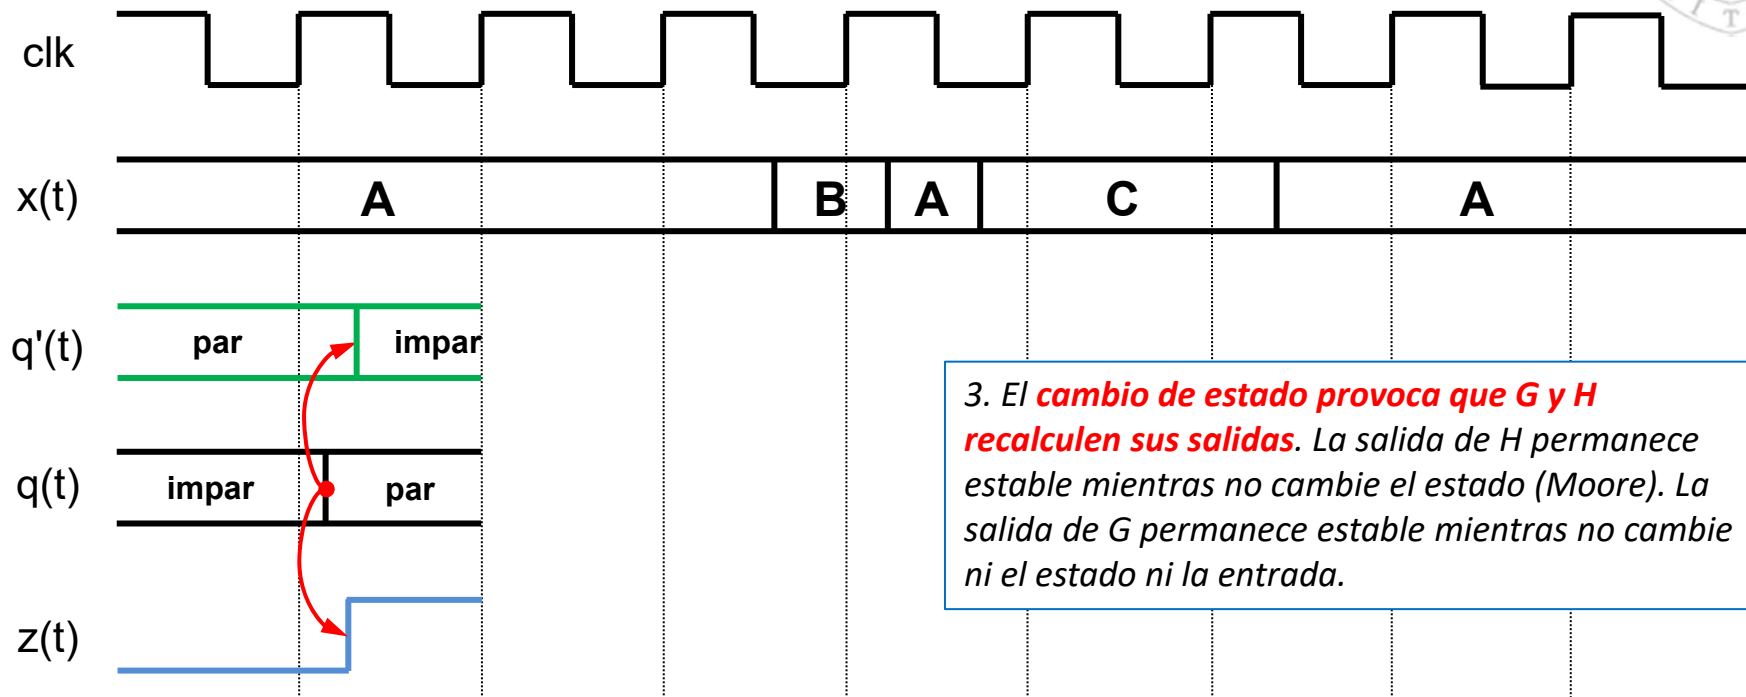 clk
x(t) A B A C A
q'(t) par impar
q(t) impar par
z(t)
3. El cambio de estado provoca que G y H
recalculen sus salidas. La salida de H permanece
estable mientras no cambie el estado (Moore). La
salida de G permanece estable mientras no cambie
ni el estado ni la entrada.